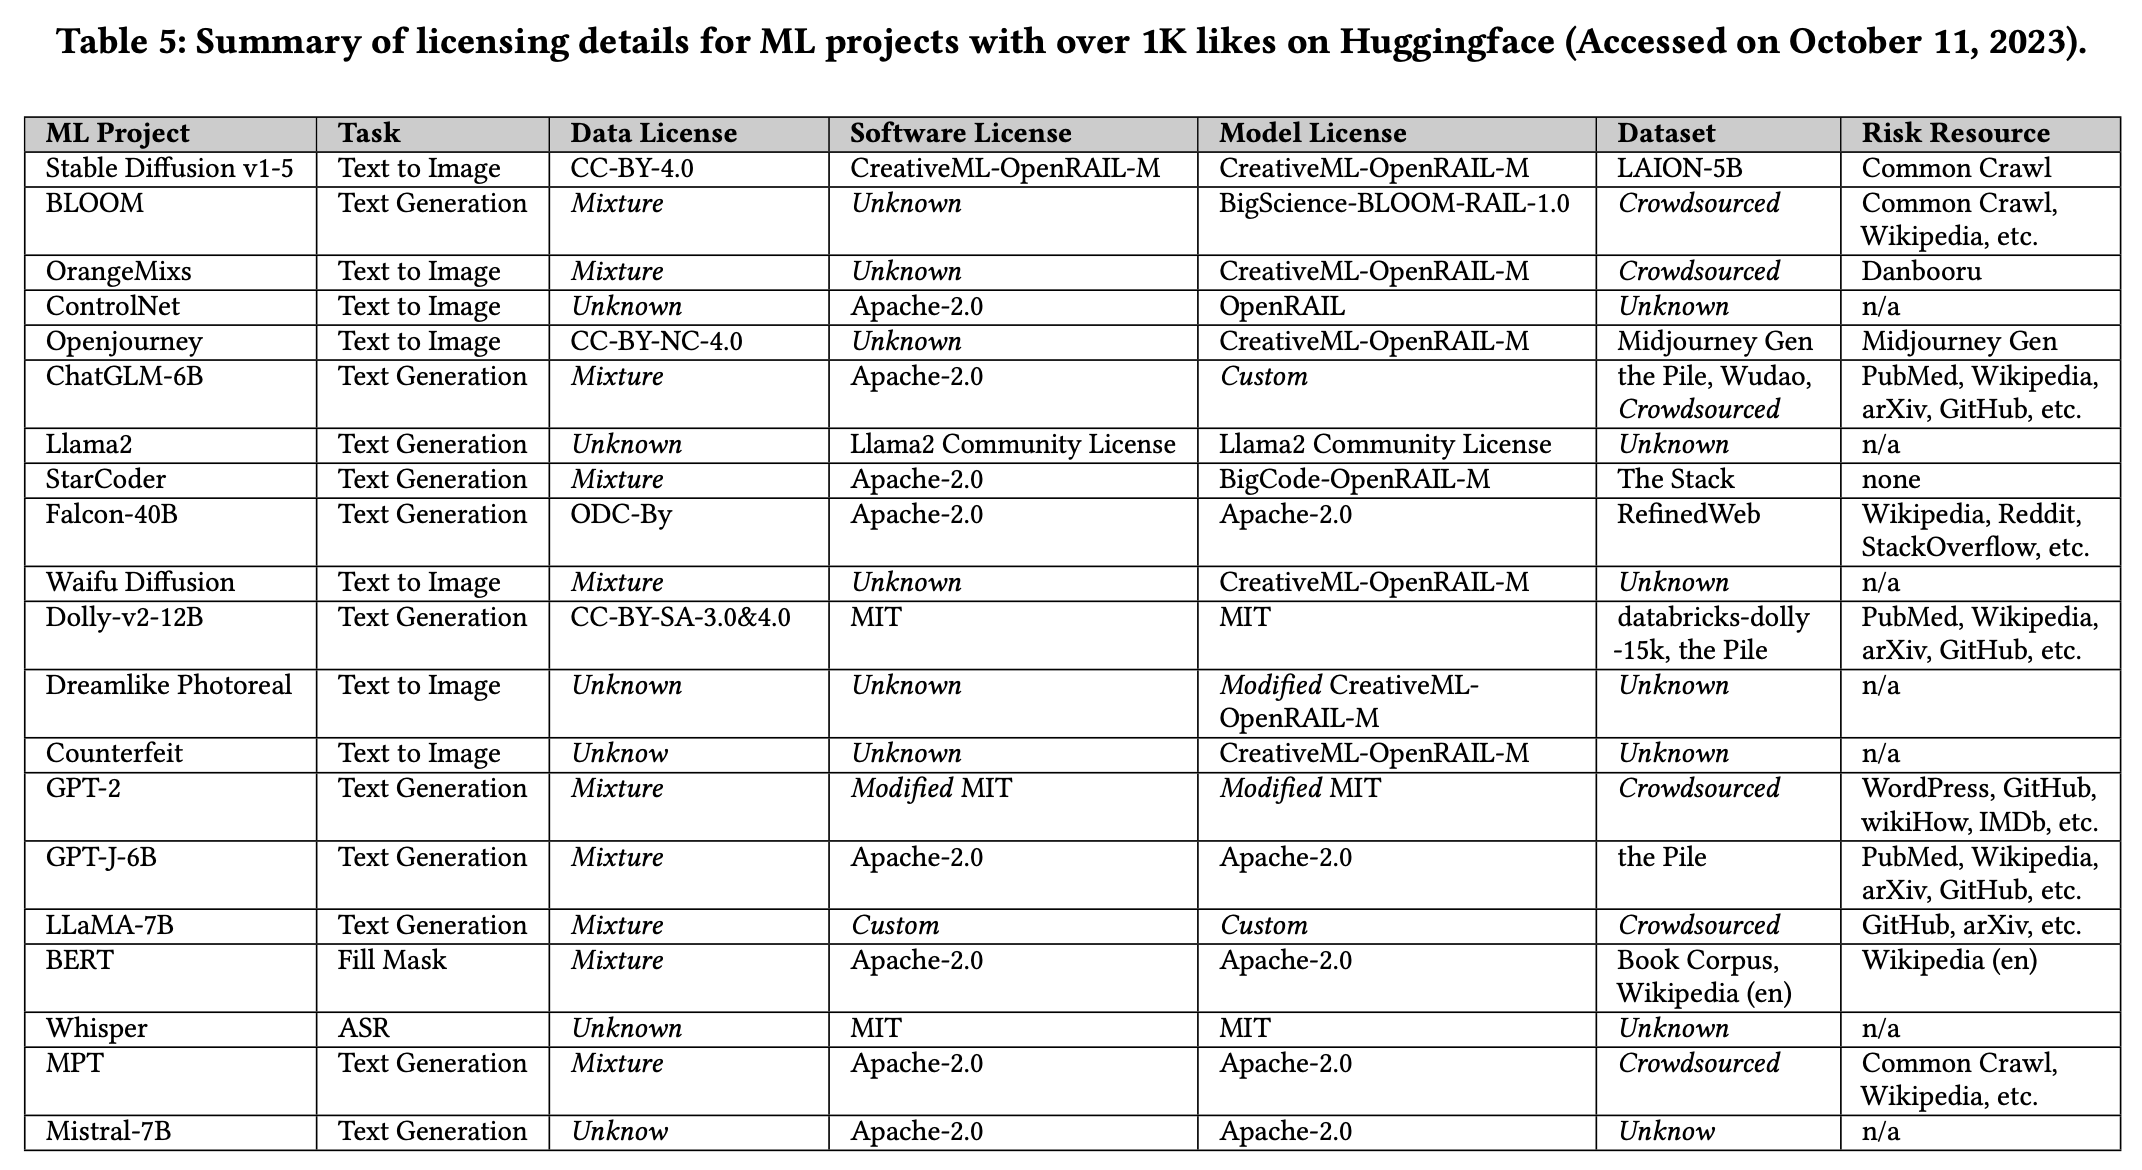 Table 5: Summary of licensing details for ML projects with over 1K likes on Huggingface (Accessed on October 11, 2023).
ML Project Task Data License Software License Model License Dataset Risk Resource
Stable Diffusion v1-5 Text to Image CC-BY-4.0 CreativeML-OpenRAIL-M CreativeML-OpenRAIL-M LAION-5B Common Crawl
BLOOM Text Generation Mixture Unknown BigScience-BLOOM-RAIL-1.0 Crowdsourced Common Crawl,
Wikipedia, etc.
OrangeMixs Text to Image Mixture Unknown CreativeML-OpenRAIL-M Crowdsourced Danbooru
ControlNet Text to Image Unknown Apache-2.0 OpenRAIL Unknown n/a
Openjourney Text to Image CC-BY-NC-4.0 Unknown CreativeML-OpenRAIL-M Midjourney Gen Midjourney Gen
ChatGLM-6B Text Generation Mixture Apache-2.0 Custom the Pile, Wudao, PubMed, Wikipedia,
Crowdsourced arXiv, GitHub, etc.
Llama2 Text Generation Unknown Llama2 Community License Llama2 Community License Unknown n/a
StarCoder Text Generation Mixture Apache-2.0 BigCode-OpenRAIL-M The Stack none
Falcon-40B Text Generation ODC-By Apache-2.0 Apache-2.0 RefinedWeb Wikipedia, Reddit,
StackOverflow, etc.
Waifu Diffusion Text to Image Mixture Unknown CreativeML-OpenRAIL-M Unknown n/a
Dolly-v2-12B Text Generation CC-BY-SA-3.0&4.0 MIT MIT databricks-dolly PubMed, Wikipedia,
-15k, the Pile arXiv, GitHub, etc.
Dreamlike Photoreal Text to Image Unknown Unknown Modified CreativeML- Unknown n/a
OpenRAIL-M
Counterfeit Text to Image Unknow Unknown CreativeML-OpenRAIL-M Unknown n/a
GPT-2 Text Generation Mixture Modified MIT Modified MIT Crowdsourced WordPress, GitHub,
wikiHow, IMDb, etc.
GPT-J-6B Text Generation Mixture Apache-2.0 Apache-2.0 the Pile PubMed, Wikipedia,
arXiv, GitHub, etc.
LLaMA-7B Text Generation Mixture Custom Custom Crowdsourced GitHub, arXiv, etc.
BERT Fill Mask Mixture Apache-2.0 Apache-2.0 Book Corpus, Wikipedia (en)
Wikipedia (en)
Whisper ASR Unknown MIT MIT Unknown n/a
MPT Text Generation Mixture Apache-2.0 Apache-2.0 Crowdsourced Common Crawl,
Wikipedia, etc.
Mistral-7B Text Generation Unknow Apache-2.0 Apache-2.0 Unknow n/a